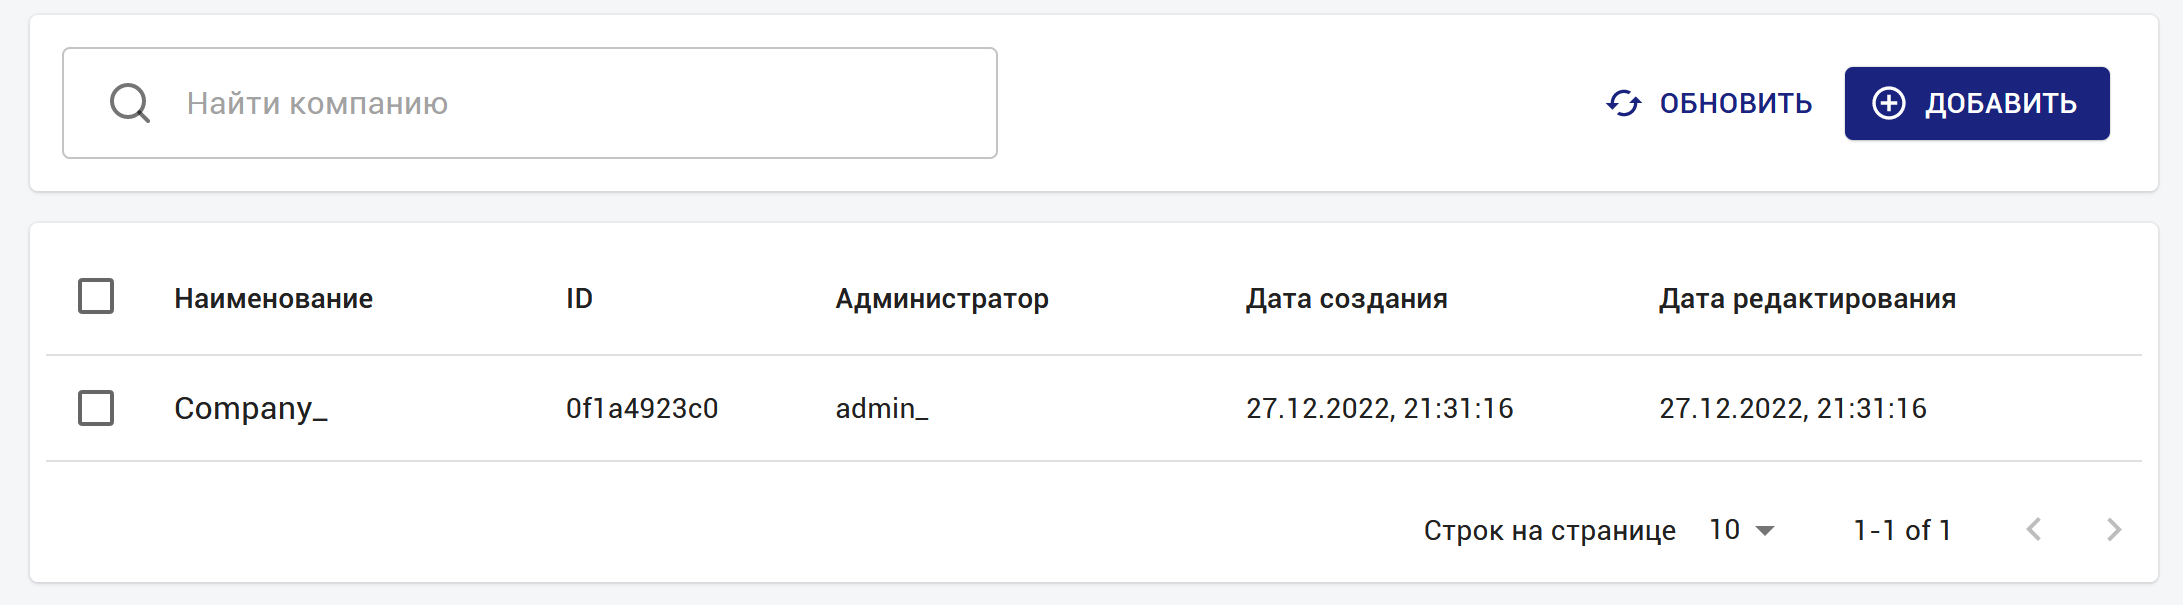 Найти компанию
ОБНОВИТЬ
ДОБАВИТЬ
Наименование ID Администратор Дата создания Дата редактирования
Company_ 0f1a4923c0 admin_ 27.12.2022, 21:31:16 27.12.2022, 21:31:16
Строк на странице 10 1-1 of 1